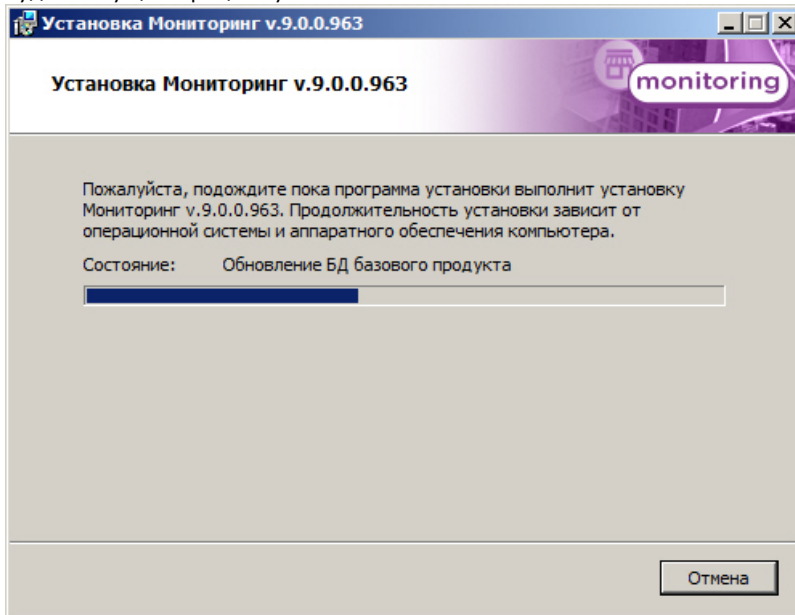 Установка Мониторинг v.9.0.0.963
Установка Мониторинг v.9.0.0.963
monitoring
Пожалуйста, подождите пока программа установки выполнит установку
Мониторинг v.9.0.0.963. Продолжительность установки зависит от
операционной системы и аппаратного обеспечения компьютера.
Состояние: Обновление БД базового продукта
Отмена